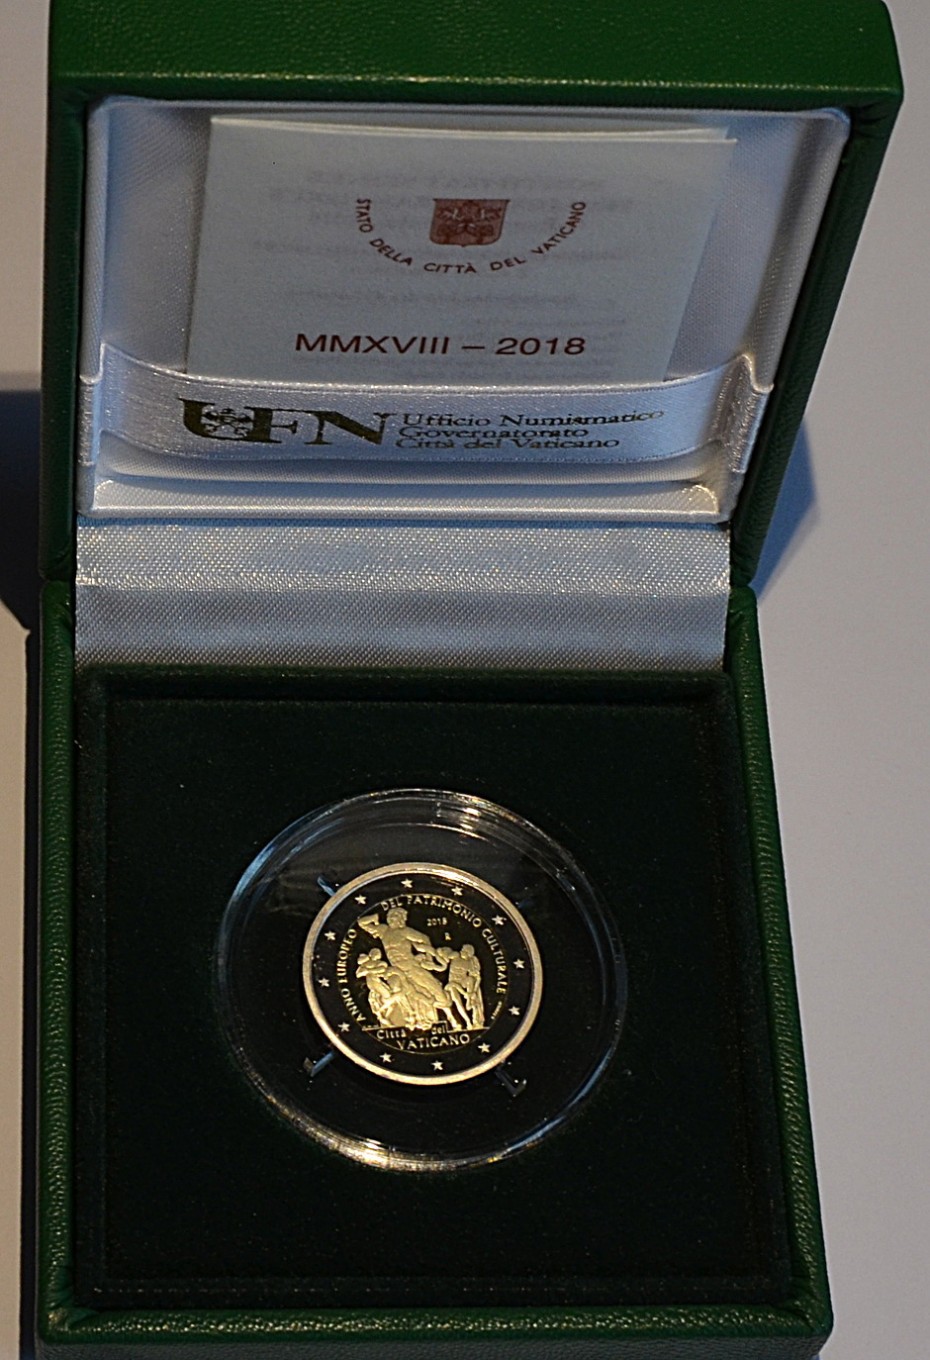 STATO DELLA CITTÀ DEL VATICANO
MMXVIII – 2018
UFN
Ufficio Numismatico
Governatorato
Città del Vaticano
ANNO EUROPEO DEL PATRIMONIO CULTURALE
2018
R
Città del
VATICANO